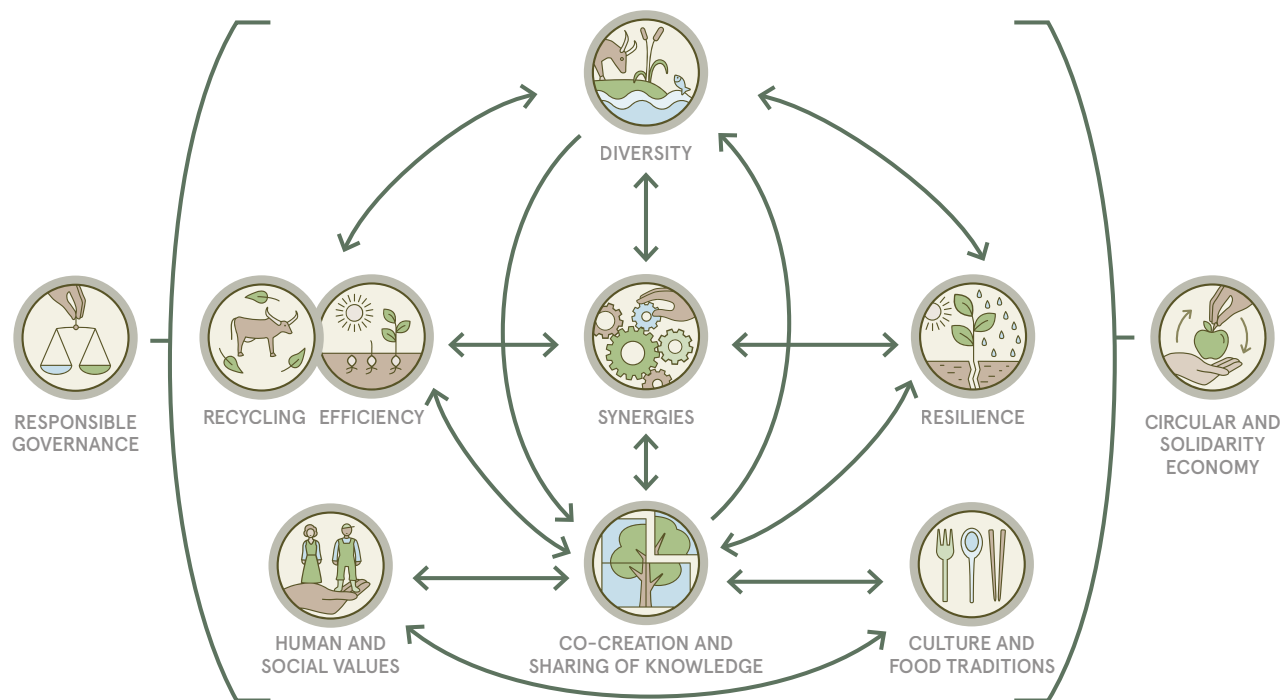 DIVERSITY
RESPONSIBLE
GOVERNANCE
RECYCLING
EFFICIENCY
SYNERGIES
RESILIENCE
CIRCULAR AND
SOLIDARITY
ECONOMY
HUMAN AND
SOCIAL VALUES
CO-CREATION AND
SHARING OF KNOWLEDGE
CULTURE AND
FOOD TRADITIONS